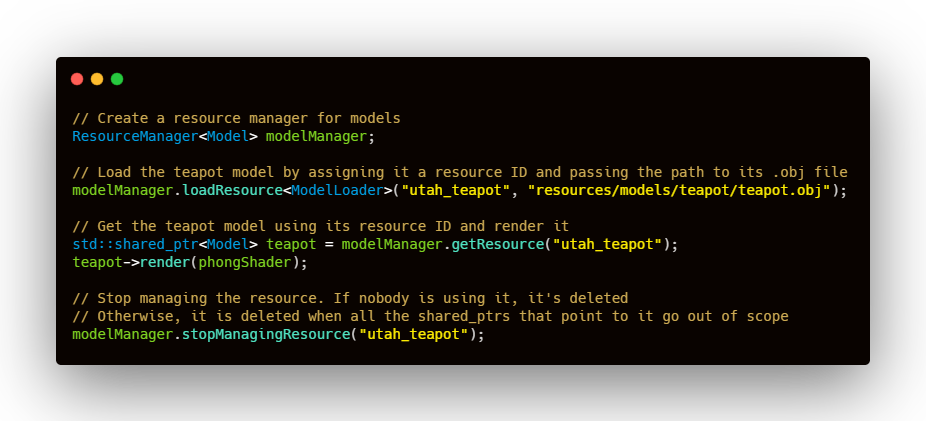 // Create a resource manager for models
ResourceManager<Model> modelManager;
// Load the teapot model by assigning it a resource ID and passing the path to its .obj file
modelManager.loadResource<ModelLoader>("utah_teapot", "resources/models/teapot/teapot.obj");
// Get the teapot model using its resource ID and render it
std::shared_ptr<Model> teapot = modelManager.getResource("utah_teapot");
teapot->render(phongShader);
// Stop managing the resource. If nobody is using it, it's deleted
// Otherwise, it is deleted when all the shared_ptrs that point to it go out of scope
modelManager.stopManagingResource("utah_teapot");